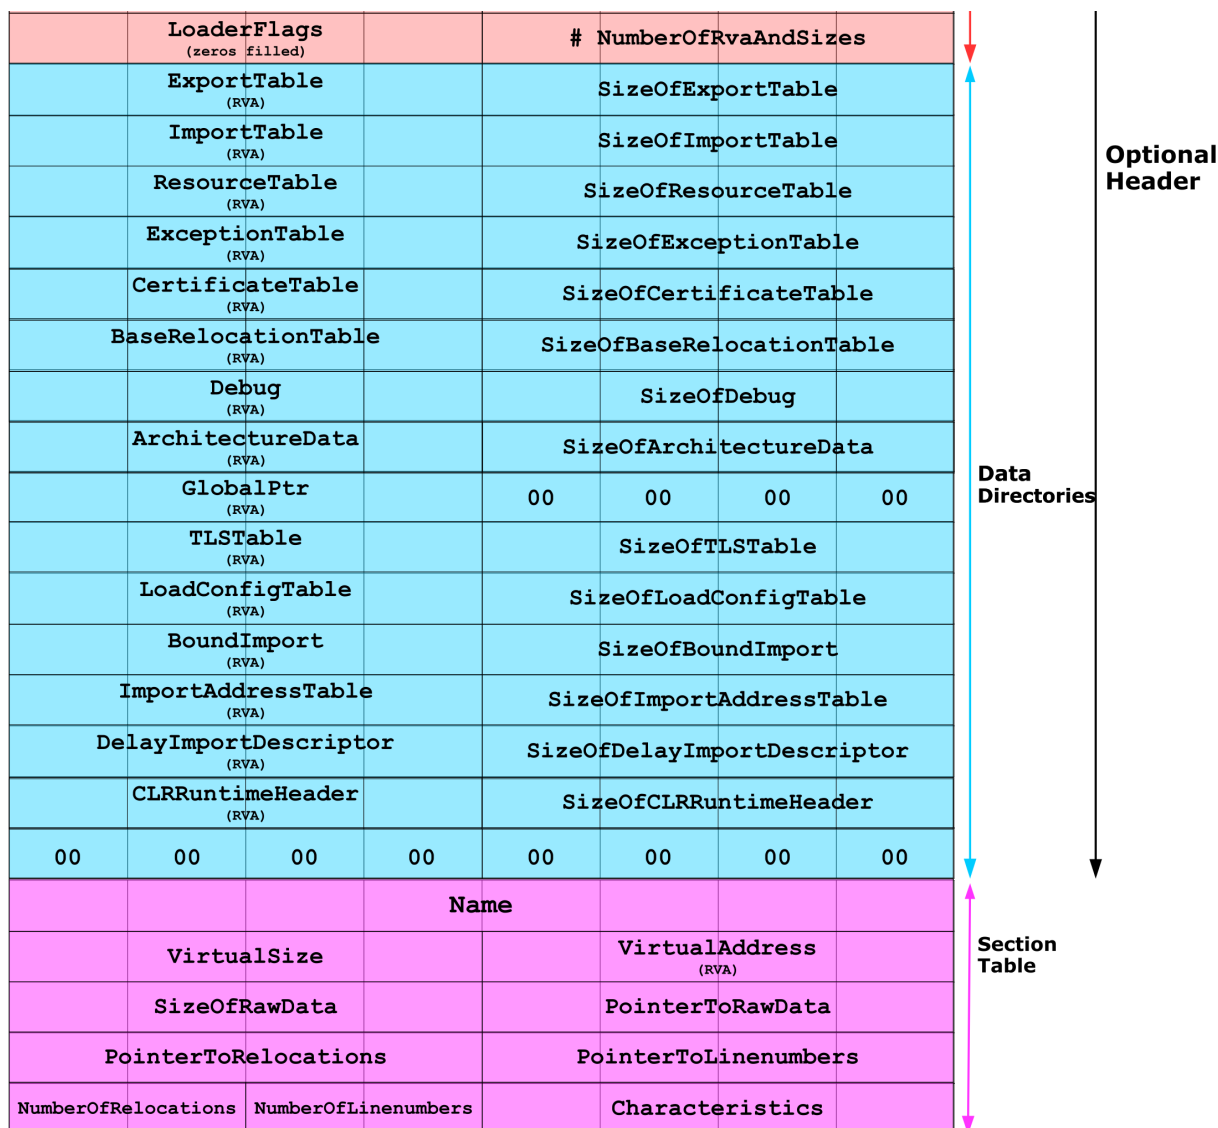 LoaderFlags
(zeros filled)
# NumberOfRvaAndSizes
ExportTable
(RVA)
SizeOfExportTable
ImportTable
(RVA)
SizeOfImportTable
ResourceTable
(RVA)
SizeOfResourceTable
ExceptionTable
(RVA)
SizeOfExceptionTable
CertificateTable
(RVA)
SizeOfCertificateTable
BaseRelocationTable
(RVA)
SizeOfBaseRelocationTable
Debug
(RVA)
SizeOfDebug
ArchitectureData
(RVA)
SizeOfArchitectureData
GlobalPtr
(RVA)
00 00 00 00
TLSTable
(RVA)
SizeOfTLSTable
LoadConfigTable
(RVA)
SizeOfLoadConfigTable
BoundImport
(RVA)
SizeOfBoundImport
ImportAddressTable
(RVA)
SizeOfImportAddressTable
DelayImportDescriptor
(RVA)
SizeOfDelayImportDescriptor
CLRRuntimeHeader
(RVA)
SizeOfCLRRuntimeHeader
00 00 00 00 00 00 00 00
Name
VirtualSize
VirtualAddress
(RVA)
SizeOfRawData
PointerToRawData
PointerToRelocations
PointerToLinenumbers
NumberOfRelocations
NumberOfLinenumbers
Characteristics
Optional
Header
Data
Directories
Section
Table